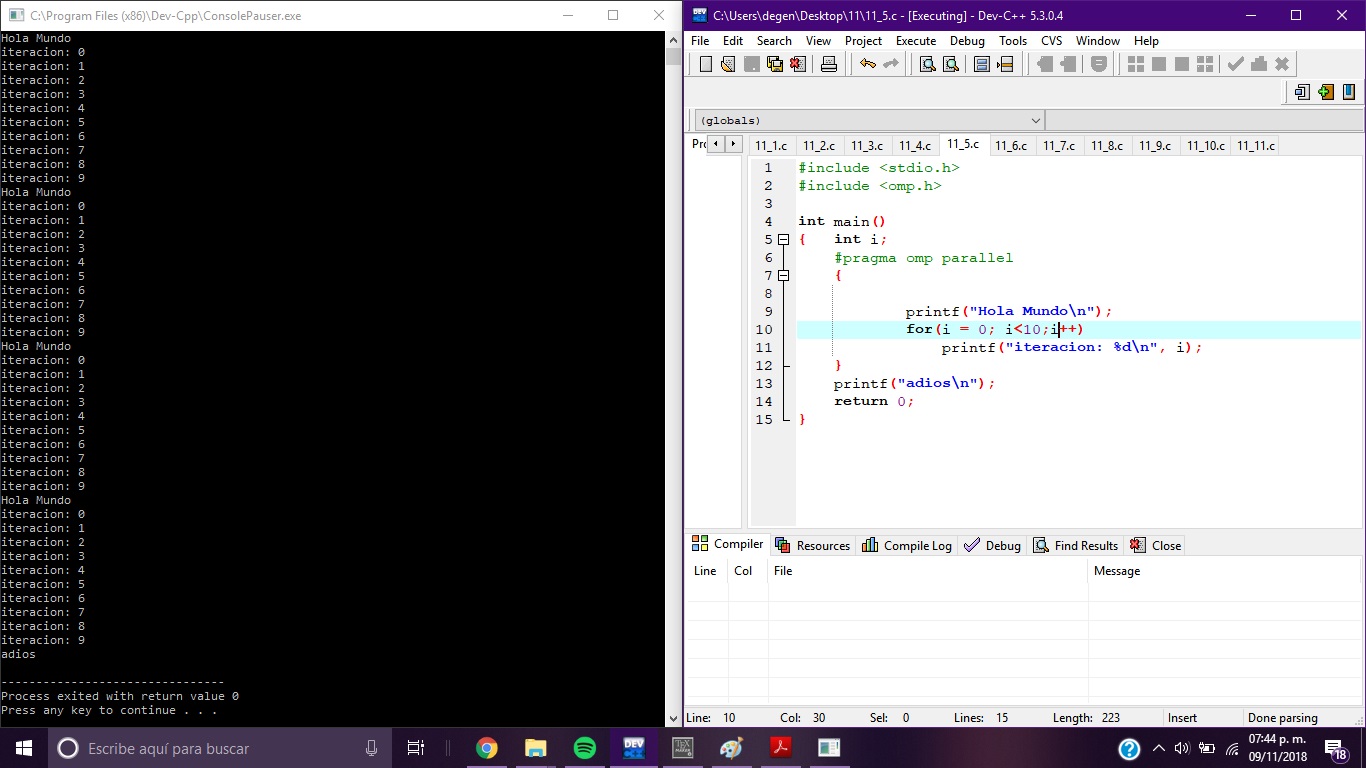 C:\Program Files (x86)\Dev-Cpp\ConsolePauser.exe
Hola Mundo
iteracion: 0
iteracion: 1
iteracion: 2
iteracion: 3
iteracion: 4
iteracion: 5
iteracion: 6
iteracion: 7
iteracion: 8
iteracion: 9
Hola Mundo
iteracion: 0
iteracion: 1
iteracion: 2
iteracion: 3
iteracion: 4
iteracion: 5
iteracion: 6
iteracion: 7
iteracion: 8
iteracion: 9
Hola Mundo
iteracion: 0
iteracion: 1
iteracion: 2
iteracion: 3
iteracion: 4
iteracion: 5
iteracion: 6
iteracion: 7
iteracion: 8
iteracion: 9
Hola Mundo
iteracion: 0
iteracion: 1
iteracion: 2
iteracion: 3
iteracion: 4
iteracion: 5
iteracion: 6
iteracion: 7
iteracion: 8
iteracion: 9
adios
--------------------------------
Process exited with return value 0
Press any key to continue . . .
C:\Users\degen\Desktop\11\11_5.c - [Executing] - Dev-C++ 5.3.0.4
File Edit Search View Project Execute Debug Tools CVS Window Help
(globals)
11_1.c 11_2.c 11_3.c 11_4.c 11_5.c 11_6.c 11_7.c 11_8.c 11_9.c 11_10.c 11_11.c
1 #include <stdio.h>
2 #include <omp.h>
3
4 int main()
5 { int i;
6 #pragma omp parallel
7 {
8
9 printf("Hola Mundo\n");
10 for(i = 0; i<10;i++)
11 printf("iteracion: %d\n", i);
12 }
13 printf("adios\n");
14 return 0;
15 }
Compiler Resources Compile Log Debug Find Results Close
Line Col File Message
Line: 10 Col: 30 Sel: 0 Lines: 15 Length: 223 Insert Done parsing
Escribe aquí para buscar
DEV
07:44 p. m.
09/11/2018
18